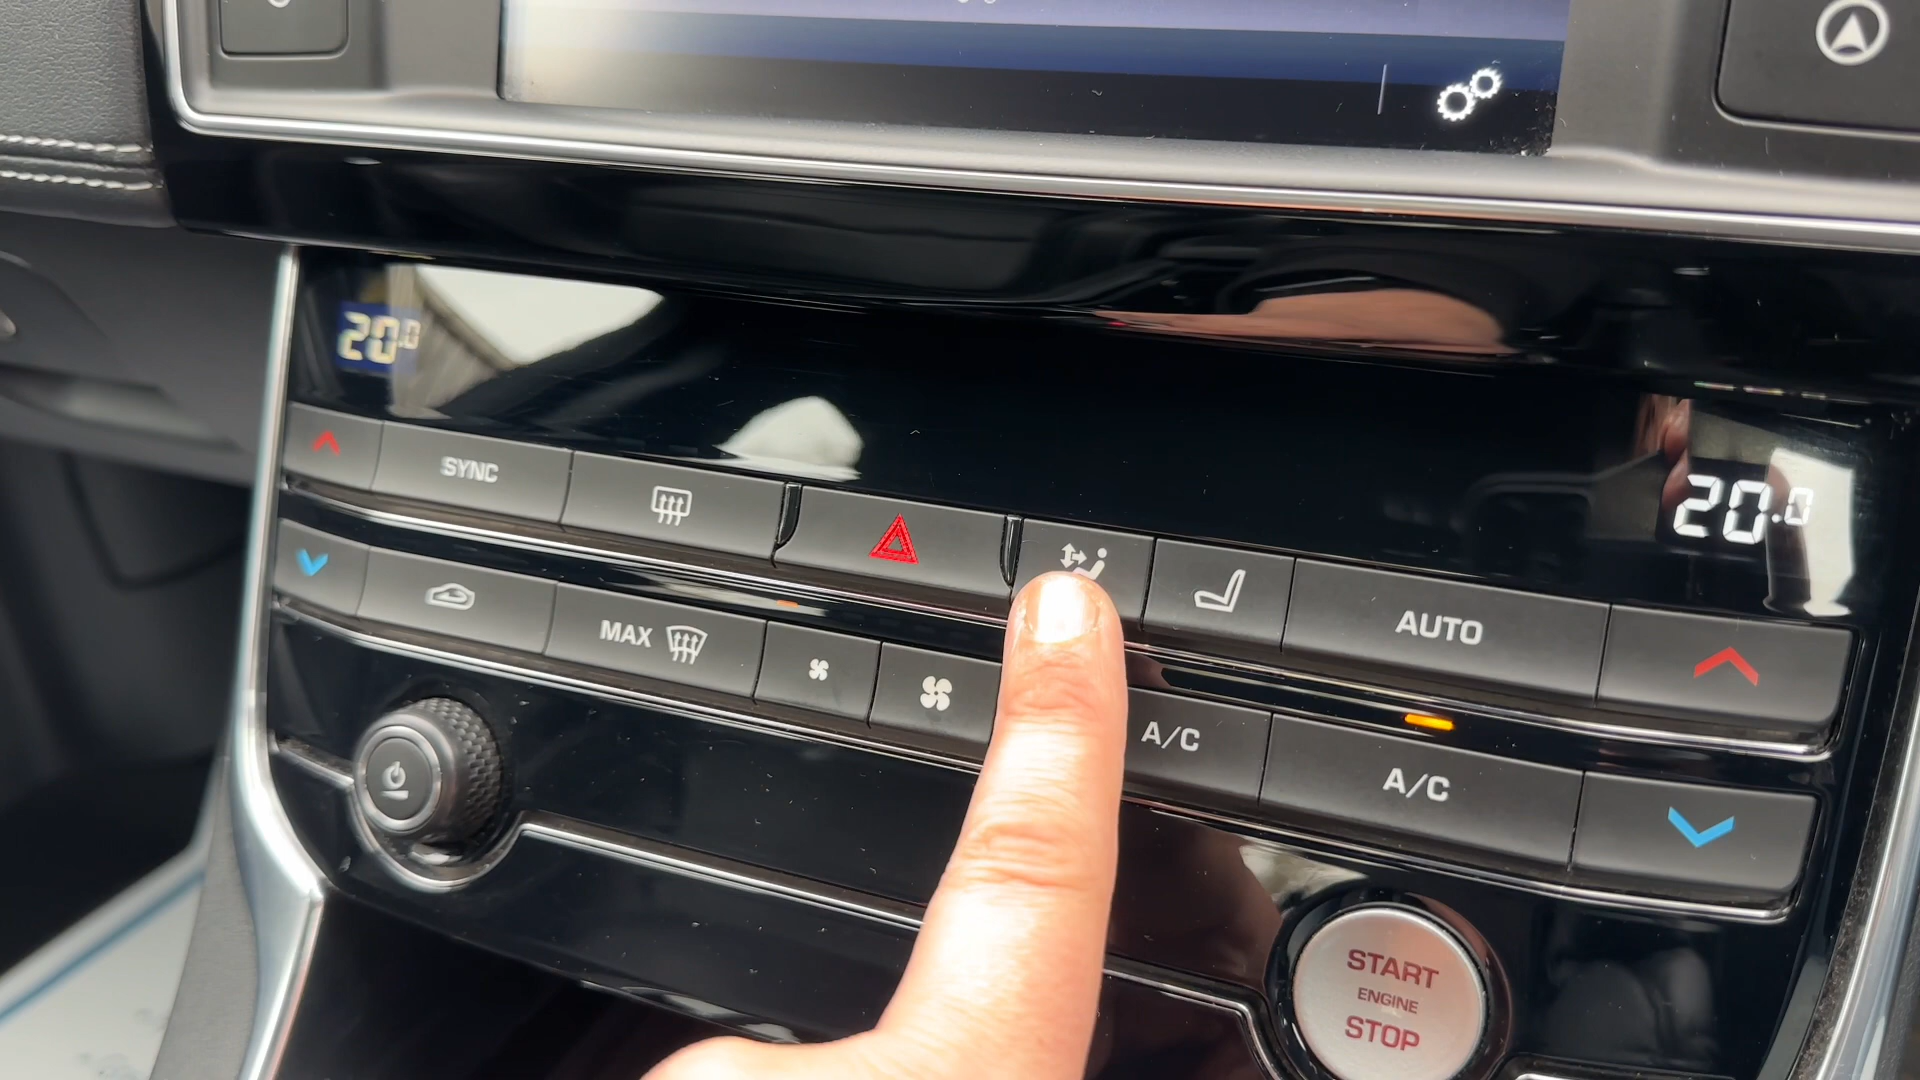 20.0
20.0
SYNC
AUTO
MAX
A/C
A/C
START
ENGINE
STOP